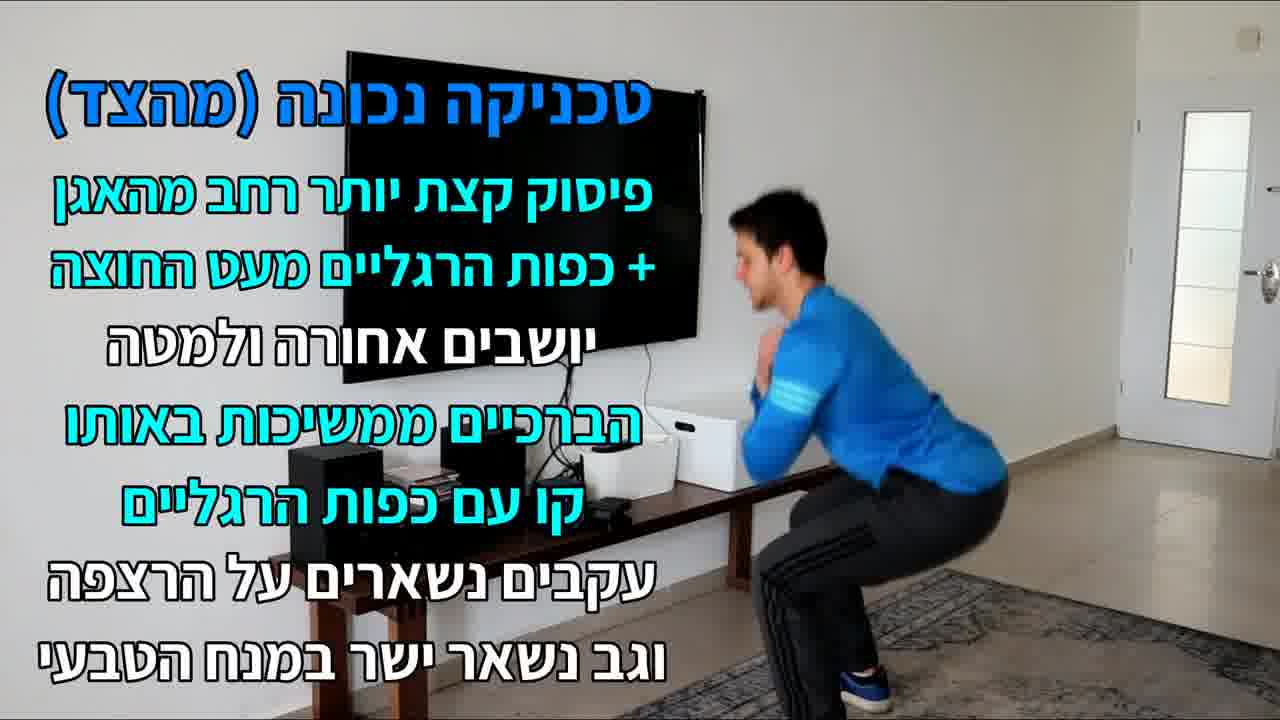 טכניקה נכונה (מהצד)
פיסוק קצת יותר רחב מהאגן
+ כפות הרגליים מעט החוצה
יושבים אחורה ולמטה
הברכיים ממשיכות באותו
קו עם כפות הרגליים
עקבים נשארים על הרצפה
וגב נשאר ישר במנח הטבעי